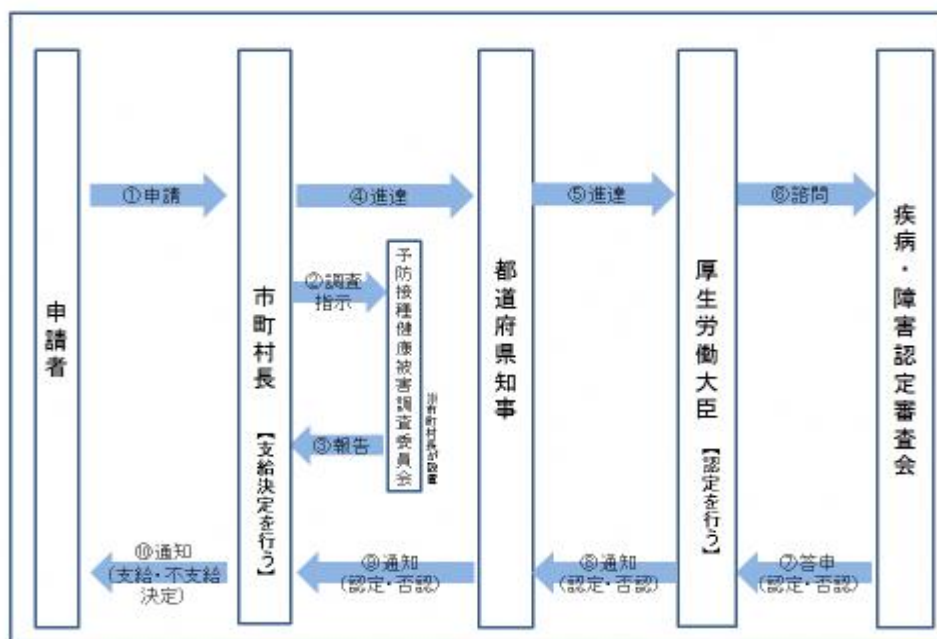 申請者
①申請
市町村長
【支給決定を行う】
④進達
②調査
指示
予防接種健康被害調査委員会
※市町村長が設置
③報告
都道府県知事
⑤進達
厚生労働大臣
【認定を行う】
⑥諮問
疾病・障害認定審査会
⑦答申
(認定・否認)
⑧通知
(認定・否認)
⑨通知
(認定・否認)
⑩通知
(支給・不支給
決定)